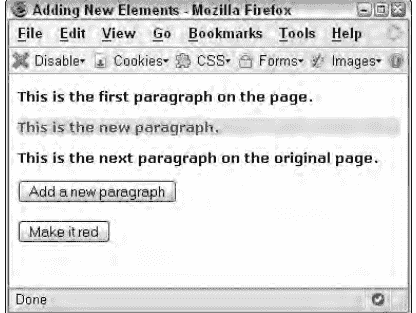 Adding New Elements - Mozilla Firefox
File Edit View Go Bookmarks Tools Help
Disable Cookies CSS Forms Images
This is the first paragraph on the page.
This is the new paragraph.
This is the next paragraph on the original page.
Add a new paragraph
Make it red
Done